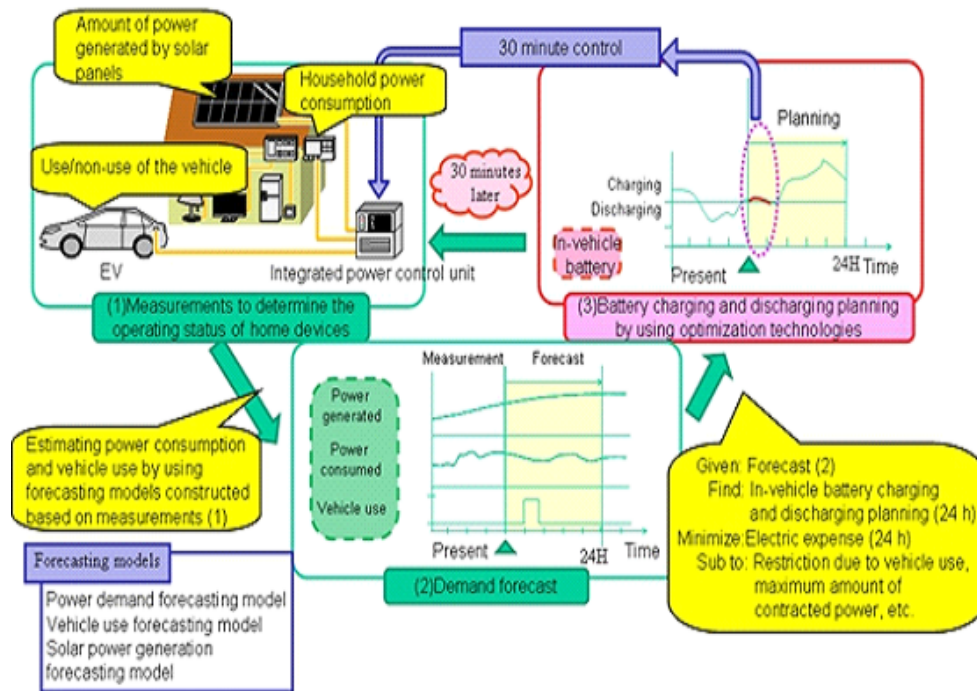 Amount of power
generated by solar
panels
Household power
consumption
Use/non-use of the vehicle
EV
Integrated power control unit
(1)Measurements to determine the
operating status of home devices
30 minute control
30 minutes
later
Planning
Charging
Discharging
In-vehicle
battery
Present
24H Time
(3)Battery charging and discharging planning
by using optimization technologies
Measurement Forecast
Power
generated
Power
consumed
Vehicle use
Present
24H Time
(2)Demand forecast
Estimating power consumption
and vehicle use by using
forecasting models constructed
based on measurements (1)
Forecasting models
Power demand forecasting model
Vehicle use forecasting model
Solar power generation
forecasting model
Given: Forecast (2)
Find: In-vehicle battery charging
and discharging planning (24 h)
Minimize:Electric expense (24 h)
Sub to: Restriction due to vehicle use,
maximum amount of
contracted power, etc.